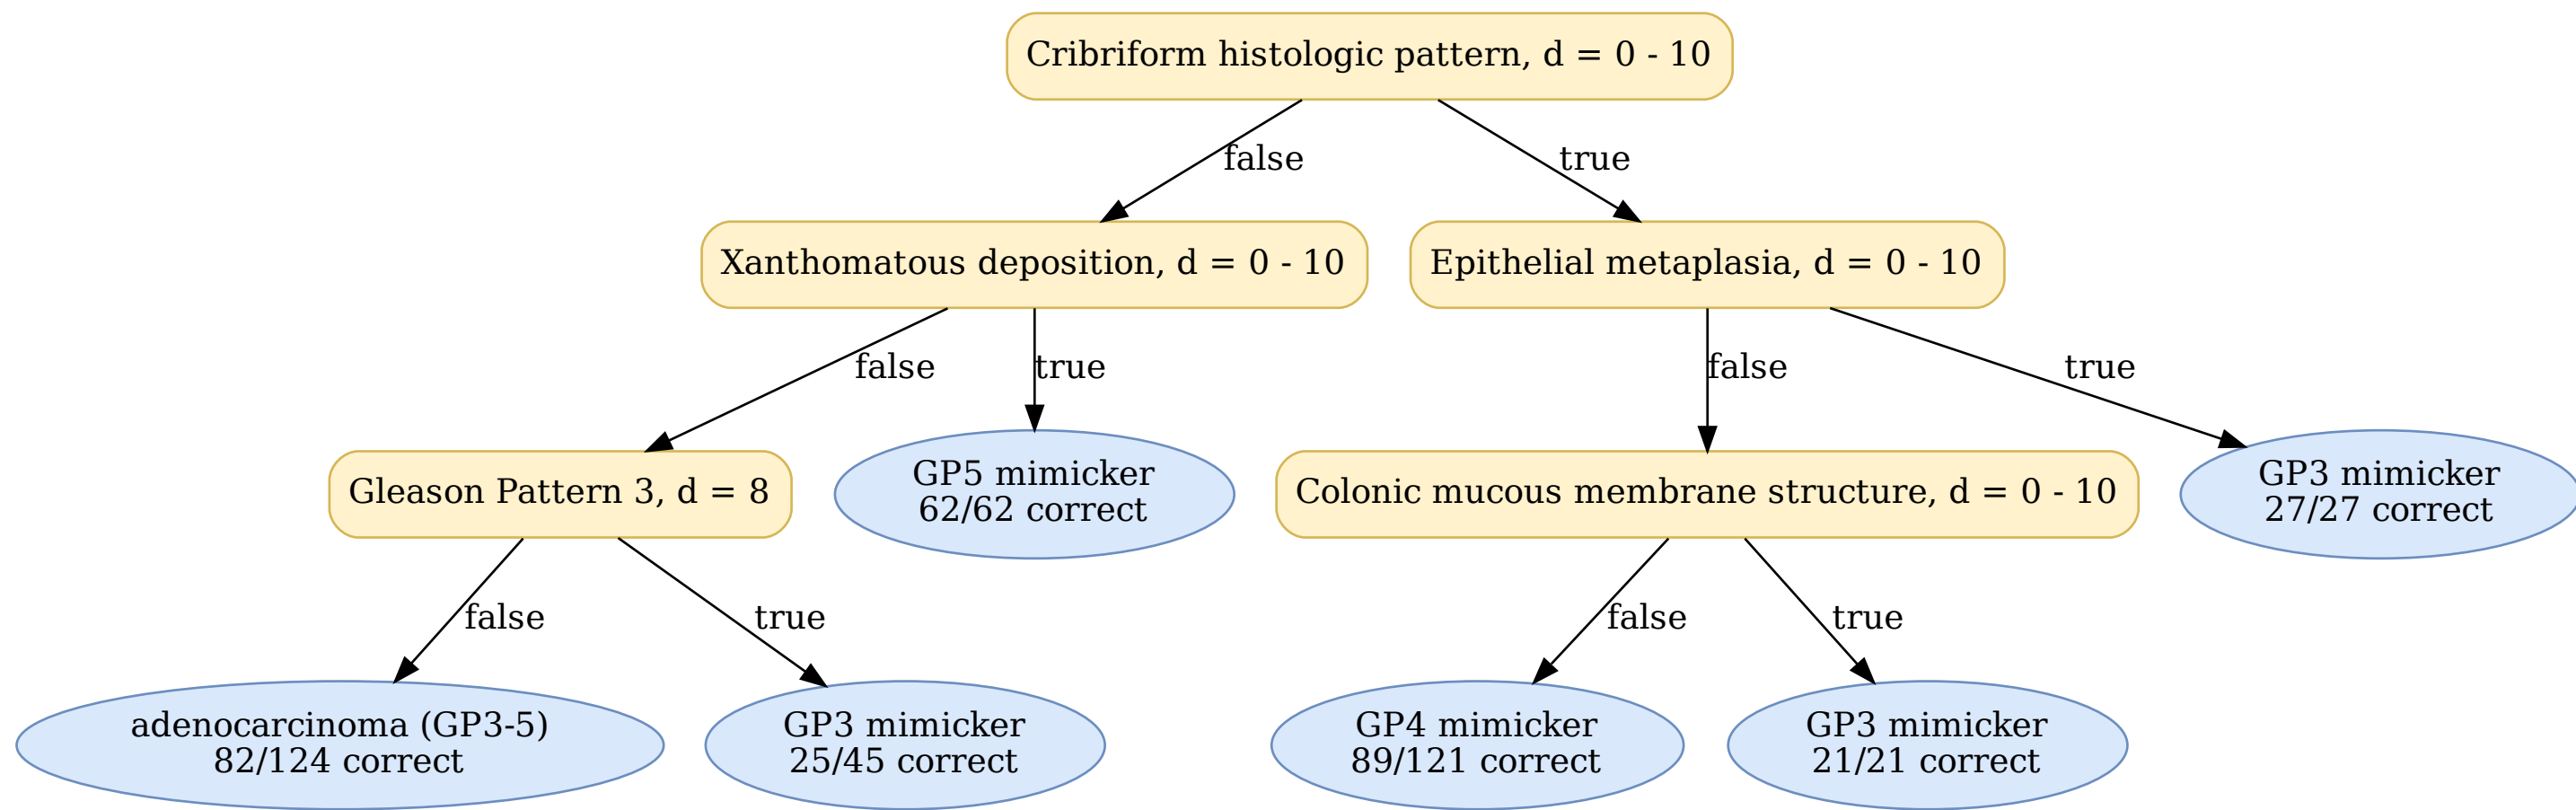 Cribriform histologic pattern, d = 0 - 10
false
true
Xanthomatous deposition, d = 0 - 10
Epithelial metaplasia, d = 0 - 10
false
true
false
true
Gleason Pattern 3, d = 8
GP5 mimicker
62/62 correct
Colonic mucous membrane structure, d = 0 - 10
GP3 mimicker
27/27 correct
false
true
false
true
adenocarcinoma (GP3-5)
82/124 correct
GP3 mimicker
25/45 correct
GP4 mimicker
89/121 correct
GP3 mimicker
21/21 correct